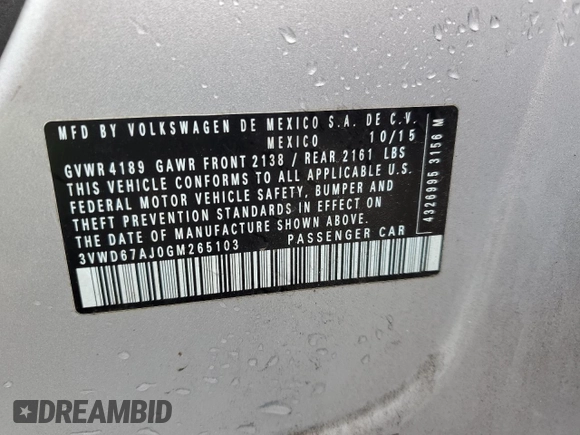 MFD BY VOLKSWAGEN DE MEXICO S.A. DE C.V.
MEXICO 10/15
GVWR 4189 GAWR FRONT 2138 / REAR 2161 LBS
THIS VEHICLE CONFORMS TO ALL APPLICABLE U.S.
FEDERAL MOTOR VEHICLE SAFETY, BUMPER AND
THEFT PREVENTION STANDARDS IN EFFECT ON
THE DATE OF MANUFACTURE SHOWN ABOVE.
3VWD67AJ0GM265103 PASSENGER CAR
4326995 3156 M
DREAMBID